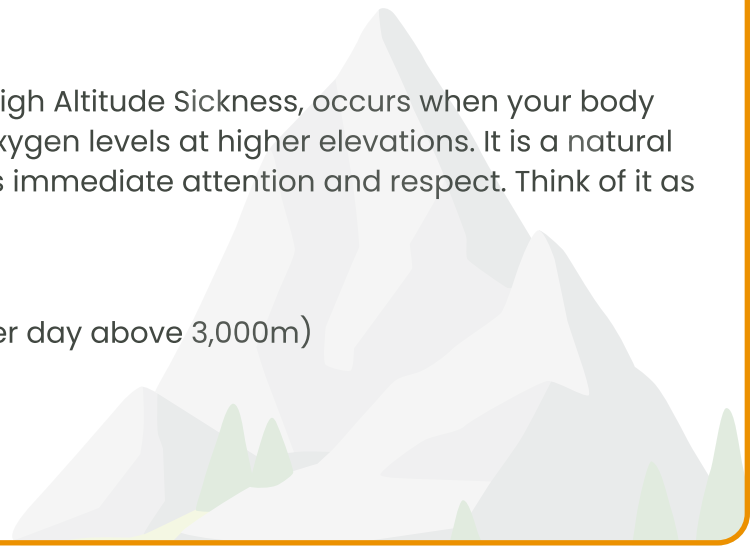 igh Altitude Sickness, occurs when your body
xygen levels at higher elevations. It is a natural
s immediate attention and respect. Think of it as
er day above 3,000m)